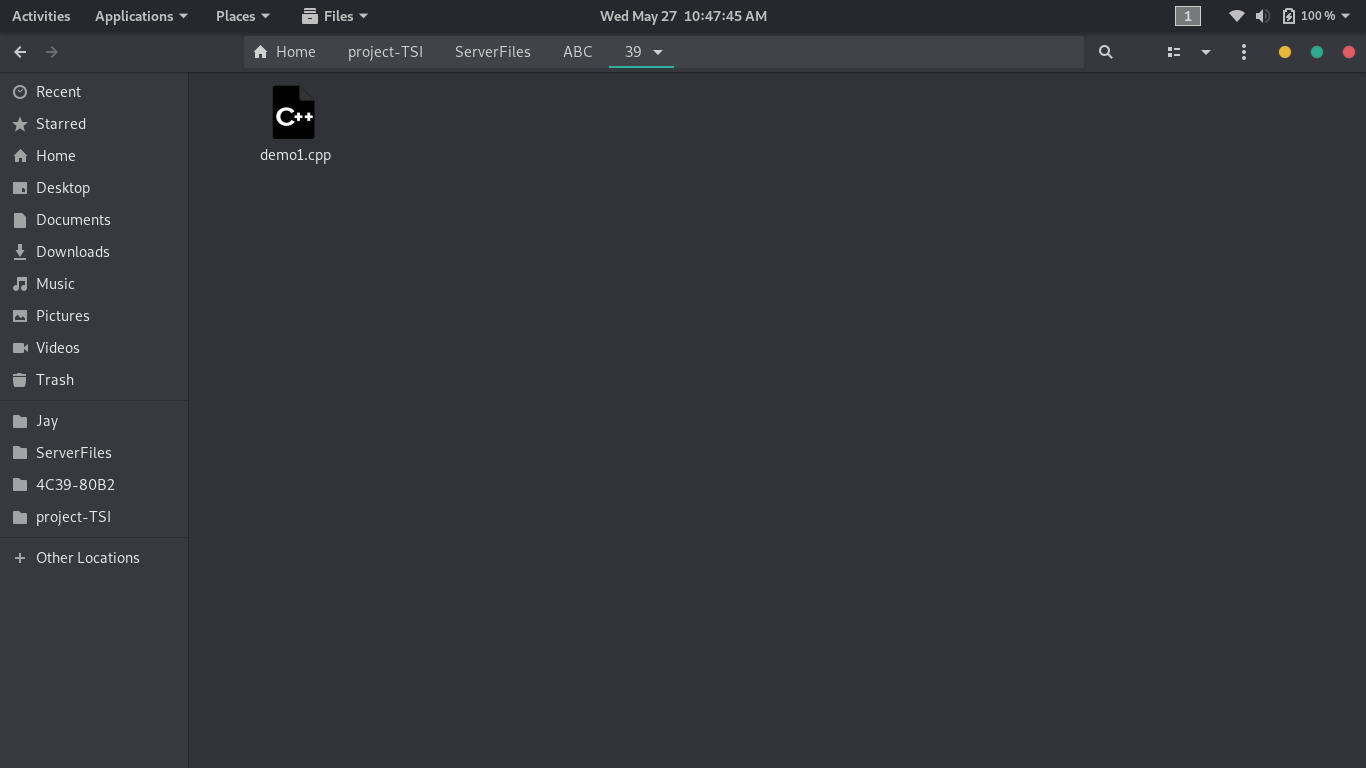 Activities Applications Places Files Wed May 27 10:47:45 AM 1 100 %
Home project-TSI ServerFiles ABC 39
Recent
Starred
Home
Desktop
Documents
Downloads
Music
Pictures
Videos
Trash
Jay
ServerFiles
4C39-80B2
project-TSI
Other Locations
C++
demo1.cpp